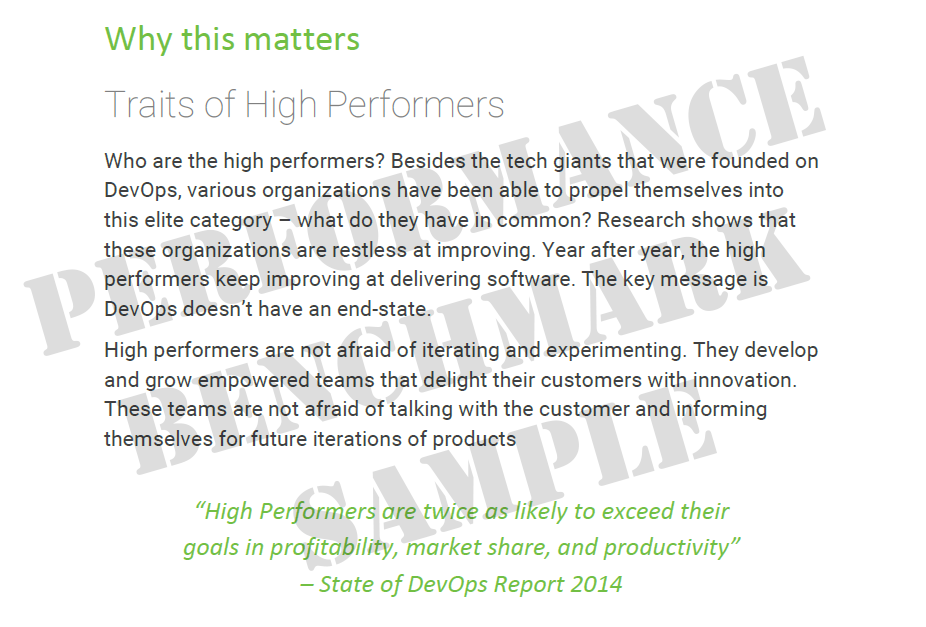 Why this matters
Traits of High Performers
Who are the high performers? Besides the tech giants that were founded on
DevOps, various organizations have been able to propel themselves into
this elite category – what do they have in common? Research shows that
these organizations are restless at improving. Year after year, the high
performers keep improving at delivering software. The key message is
DevOps doesn’t have an end-state.
High performers are not afraid of iterating and experimenting. They develop
and grow empowered teams that delight their customers with innovation.
These teams are not afraid of talking with the customer and informing
themselves for future iterations of products
“High Performers are twice as likely to exceed their
goals in profitability, market share, and productivity”
– State of DevOps Report 2014
PERFORMANCE
BENCHMARK
SAMPLE